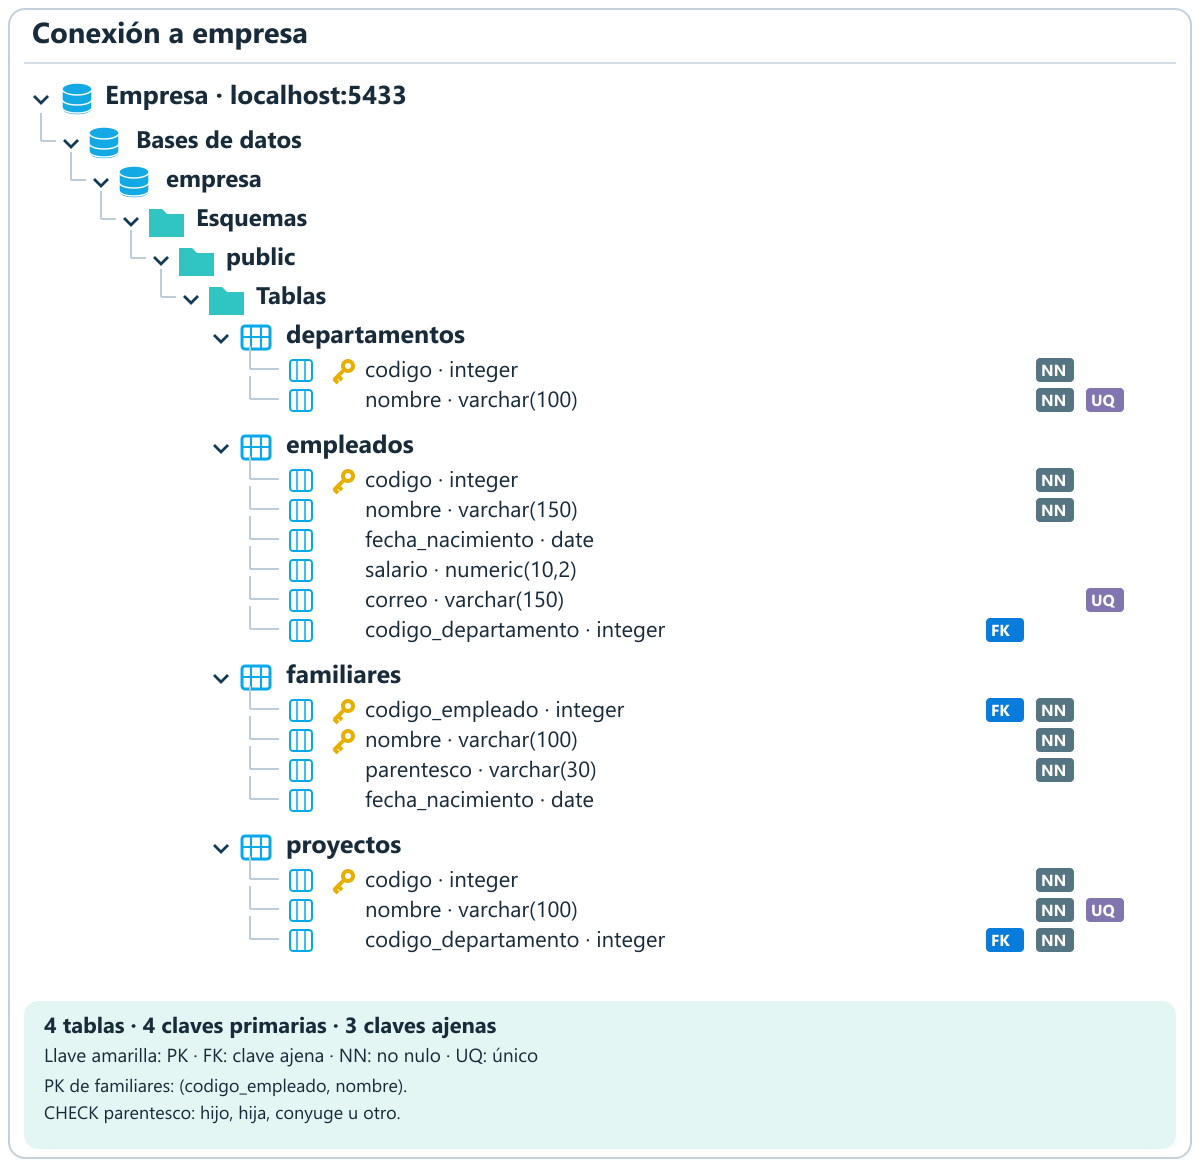 Conexión a empresa
Empresa · localhost:5433
Bases de datos
empresa
Esquemas
public
Tablas
departamentos
codigo · integer NN
nombre · varchar(100) NN UQ
empleados
codigo · integer NN
nombre · varchar(150) NN
fecha_nacimiento · date
salario · numeric(10,2)
correo · varchar(150) UQ
codigo_departamento · integer FK
familiares
codigo_empleado · integer FK NN
nombre · varchar(100) NN
parentesco · varchar(30) NN
fecha_nacimiento · date
proyectos
codigo · integer NN
nombre · varchar(100) NN UQ
codigo_departamento · integer FK NN
4 tablas · 4 claves primarias · 3 claves ajenas
Llave amarilla: PK · FK: clave ajena · NN: no nulo · UQ: único
PK de familiares: (codigo_empleado, nombre).
CHECK parentesco: hijo, hija, conyuge u otro.